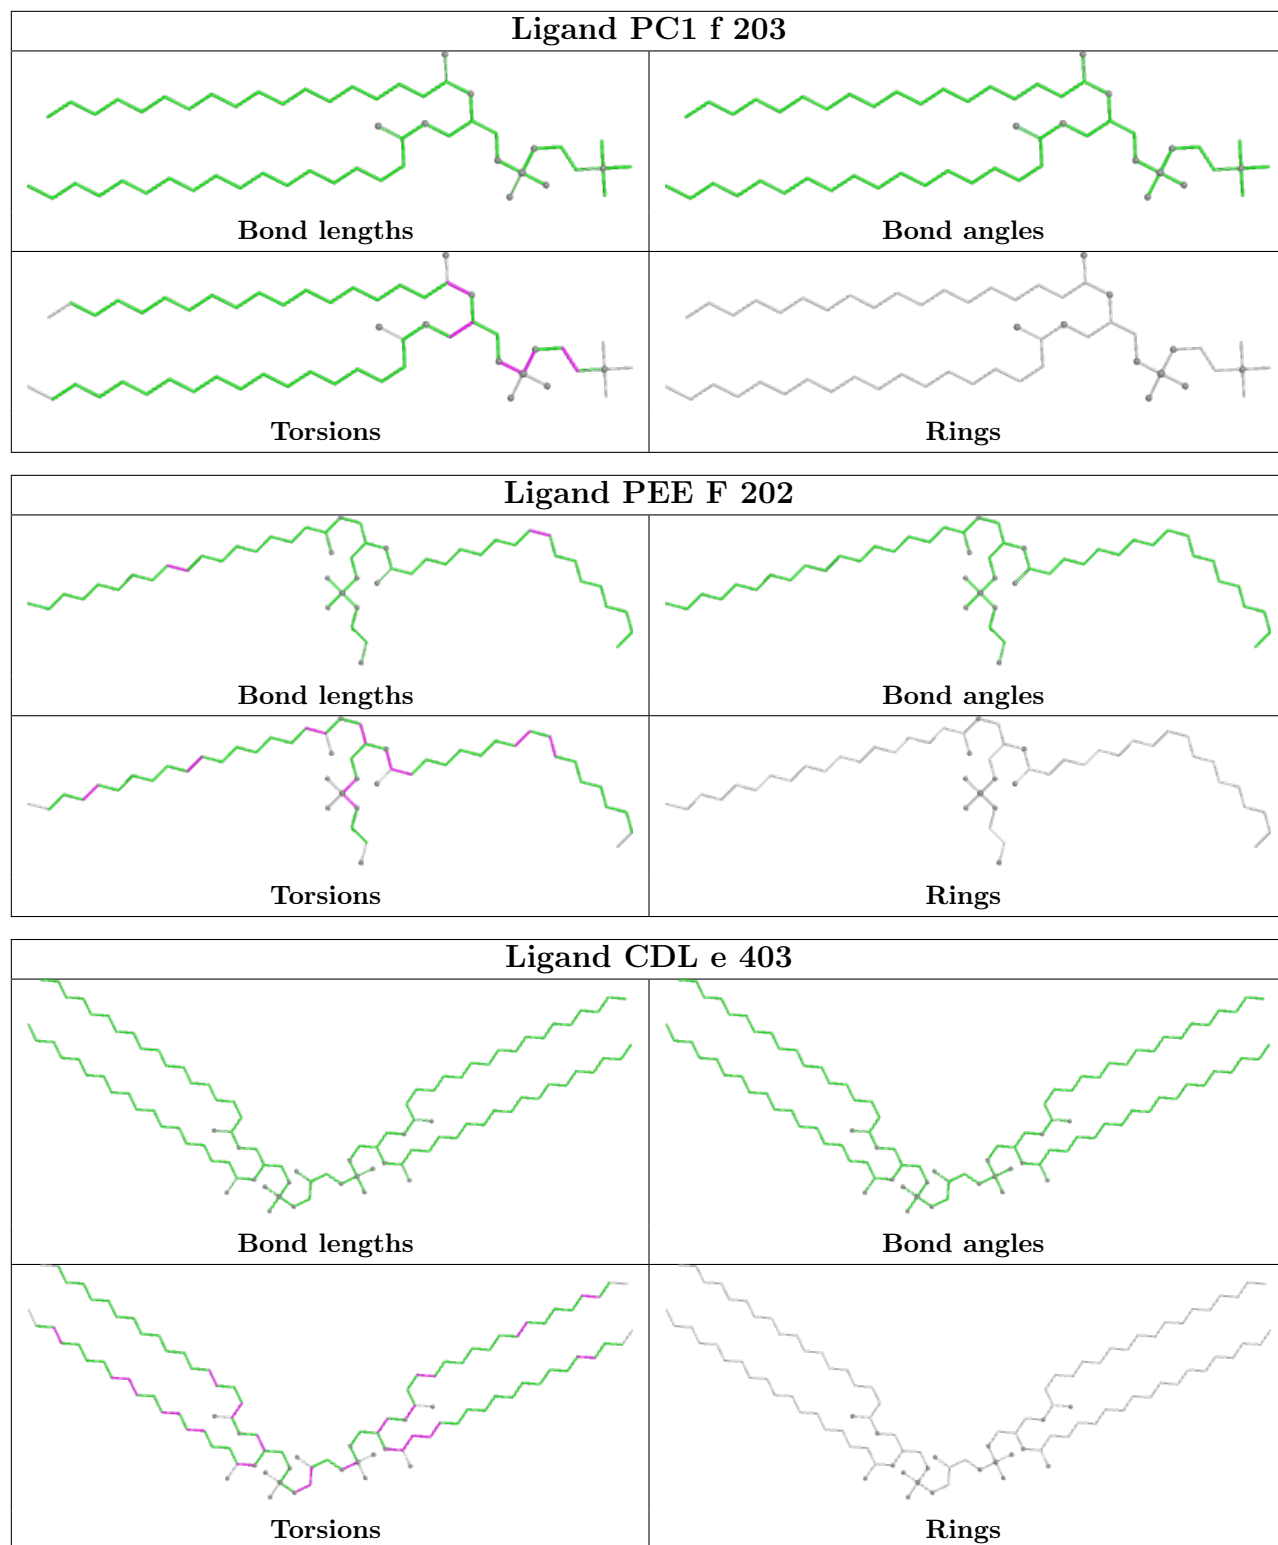 Ligand PC1 f 203
Bond lengths Bond angles
Torsions Rings
Ligand PEE F 202
Bond lengths Bond angles
Torsions Rings
Ligand CDL e 403
Bond lengths Bond angles
Torsions Rings